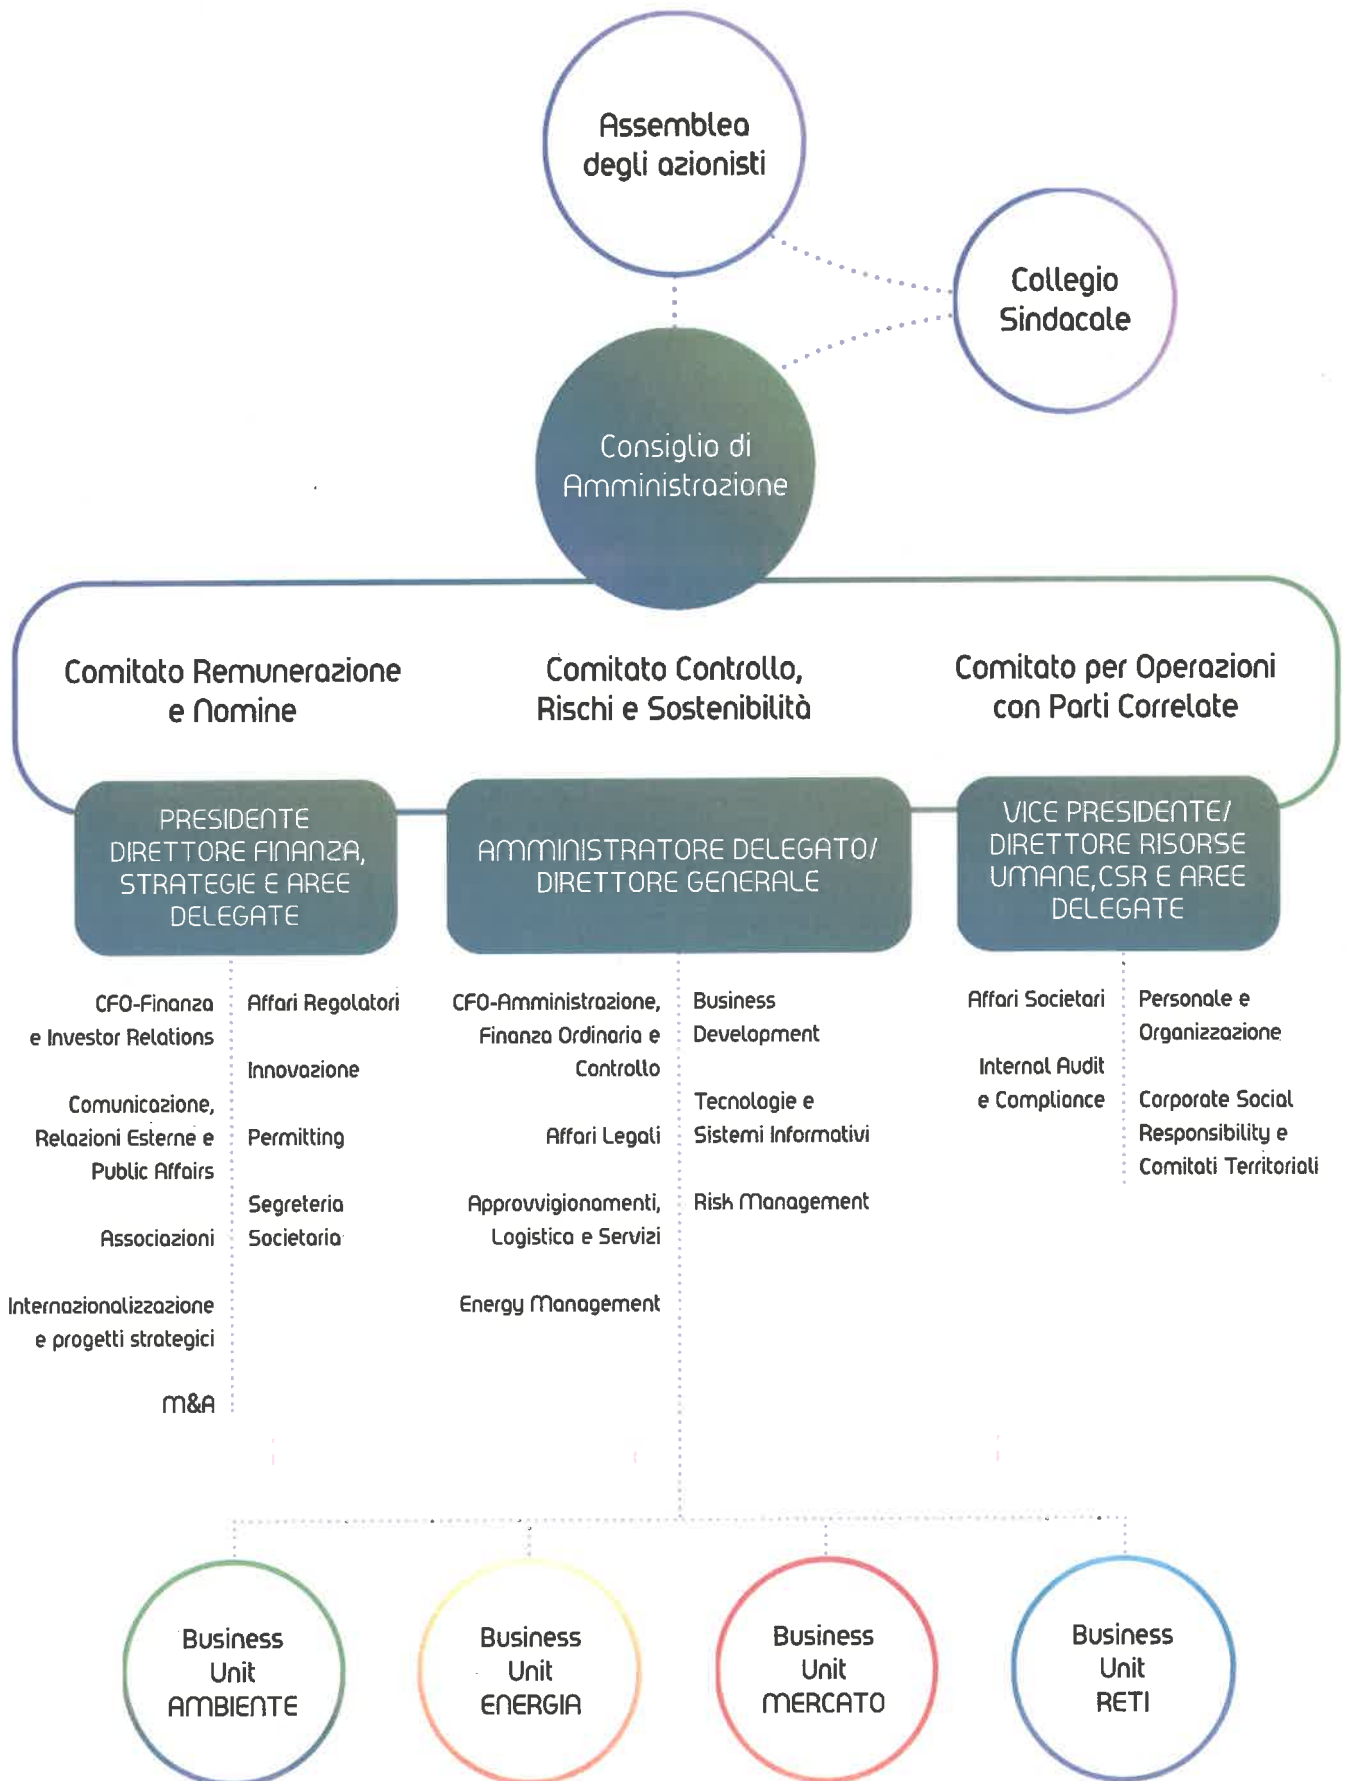 Assemblea
degli azionisti
Collegio
Sindacale
Consiglio di
Amministrazione
Comitato Remunerazione
e Nomine
Comitato Controllo,
Rischi e Sostenibilità
Comitato per Operazioni
con Parti Correlate
PRESIDENTE
DIRETTORE FINANZA,
STRATEGIE E AREE
DELEGATE
AMMINISTRATORE DELEGATO/
DIRETTORE GENERALE
VICE PRESIDENTE/
DIRETTORE RISORSE
UMANE,CSR E AREE
DELEGATE
CFO-Finanza
e Investor Relations
Comunicazione,
Relazioni Esterne e
Public Affairs
Associazioni
Internazionalizzazione
e progetti strategici
M&A
Affari Regolatori
Innovazione
Permitting
Segreteria
Societaria
CFO-Amministrazione,
Finanza Ordinaria e
Controllo
Affari Legali
Approvvigionamenti,
Logistica e Servizi
Energy Management
Business
Development
Tecnologie e
Sistemi Informativi
Risk Management
Affari Societari
Internal Audit
e Compliance
Personale e
Organizzazione
Corporate Social
Responsibility e
Comitati Territoriali
Business
Unit
AMBIENTE
Business
Unit
ENERGIA
Business
Unit
MERCATO
Business
Unit
RETI